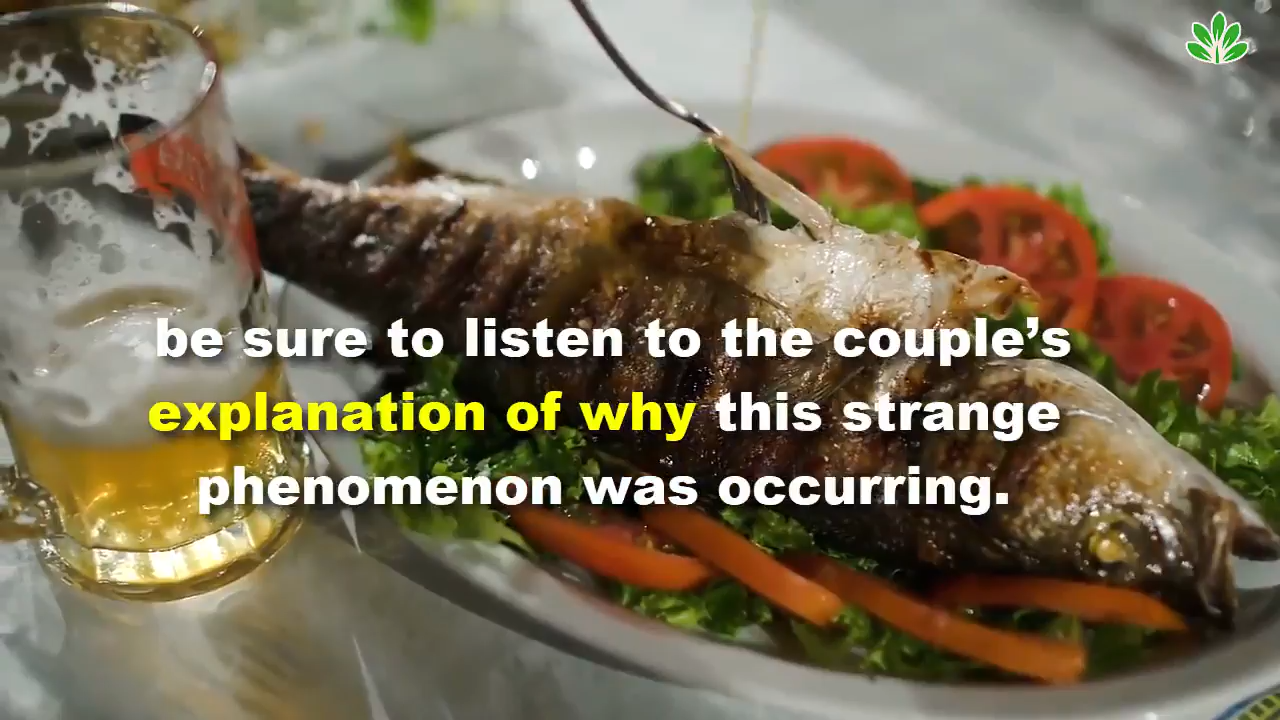 be sure to listen to the couple’s
explanation of why this strange
phenomenon was occurring.